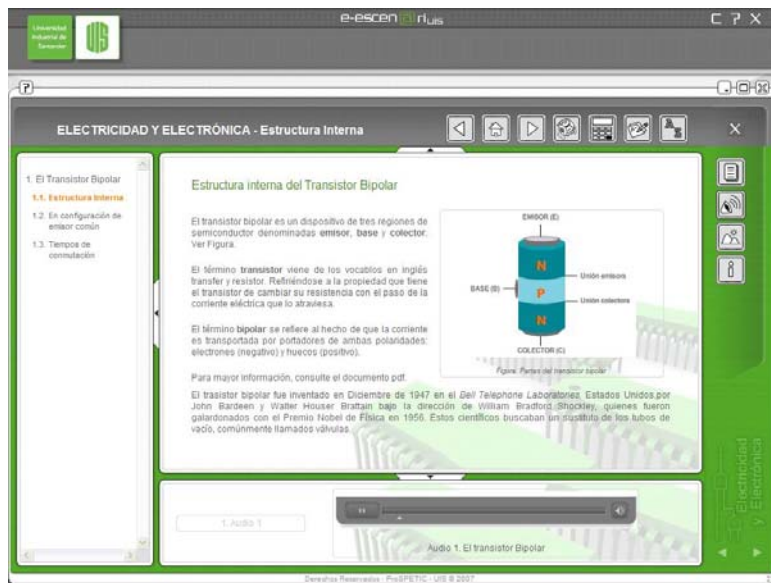 Universidad
Industrial de
Santander
UIS
e-escen@riUIS
ELECTRICIDAD Y ELECTRÓNICA - Estructura Interna
1. El Transistor Bipolar
1.1. Estructura Interna
1.2. En configuración de
emisor común
1.3. Tiempos de
conmutación
Estructura interna del Transistor Bipolar
El transistor bipolar es un dispositivo de tres regiones de
semiconductor denominadas emisor, base y colector.
Ver Figura.
El término transistor viene de los vocablos en inglés
transfer y resistor. Refiriéndose a la propiedad que tiene
el transistor de cambiar su resistencia con el paso de la
corriente eléctrica que lo atraviesa.
El término bipolar se refiere al hecho de que la corriente
es transportada por portadores de ambas polaridades:
electrones (negativo) y huecos (positivo).
Para mayor información, consulte el documento pdf.
El trasistor bipolar fue inventado en Diciembre de 1947 en el Bell Telephone Laboratories, Estados Unidos,por
John Bardeen y Walter Houser Brattain bajo la dirección de William Bradford Shockley, quienes fueron
galardonados con el Premio Nobel de Física en 1956. Estos científicos buscaban un sustituto de los tubos de
vacío, comúnmente llamados válvulas.
EMISOR (E)
N
Unión emisora
BASE (B)
P
Unión colectora
N
COLECTOR (C)
Figura. Partes del transistor bipolar
1. Audio 1
Audio 1. El transistor Bipolar
Electricidad
y Electrónica
Derechos Reservados - ProSPETIC - UIS © 2007